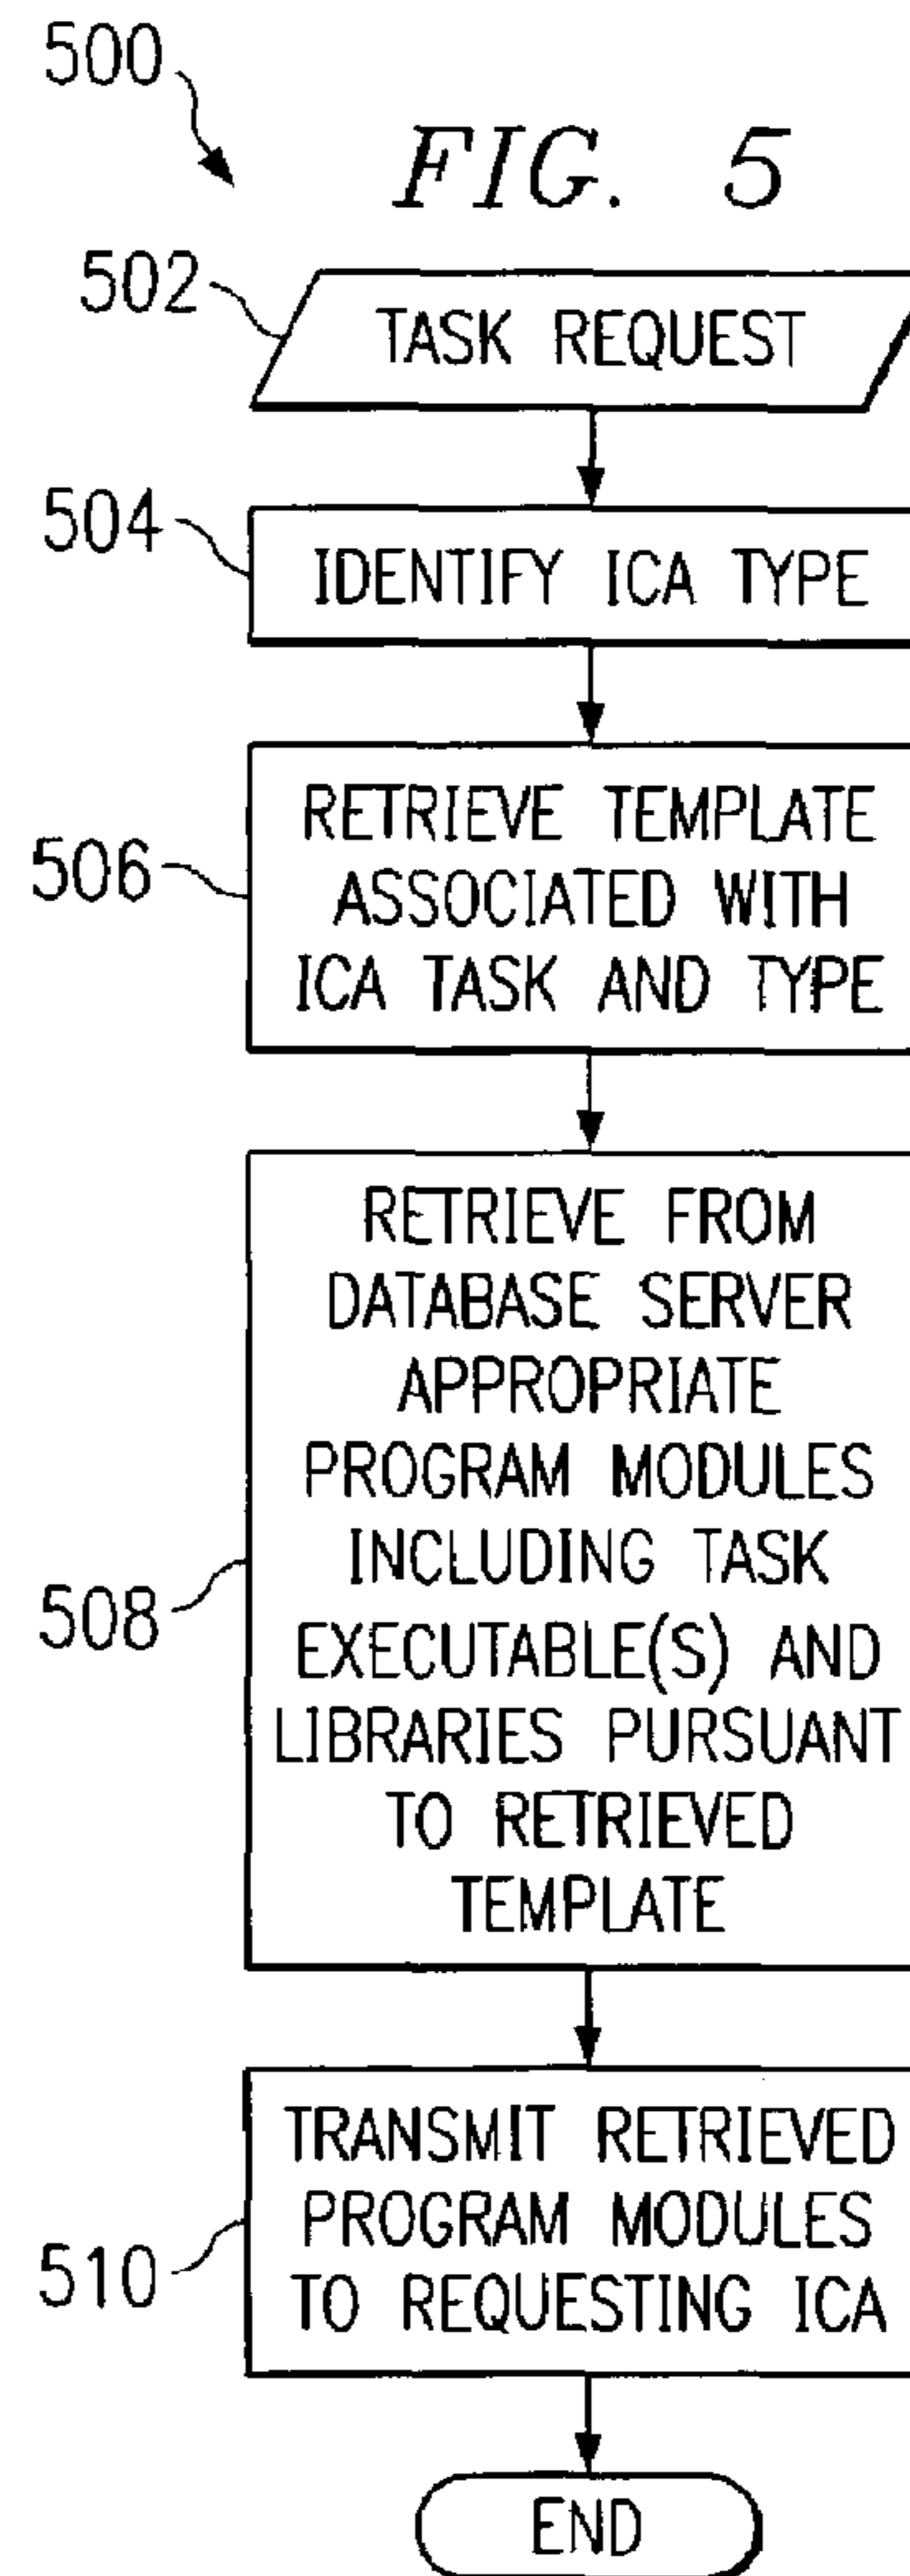 500
FIG. 5
502
TASK REQUEST
504
IDENTIFY ICA TYPE
506
RETRIEVE TEMPLATE
ASSOCIATED WITH
ICA TASK AND TYPE
508
RETRIEVE FROM
DATABASE SERVER
APPROPRIATE
PROGRAM MODULES
INCLUDING TASK
EXECUTABLE(S) AND
LIBRARIES PURSUANT
TO RETRIEVED
TEMPLATE
510
TRANSMIT RETRIEVED
PROGRAM MODULES
TO REQUESTING ICA
END